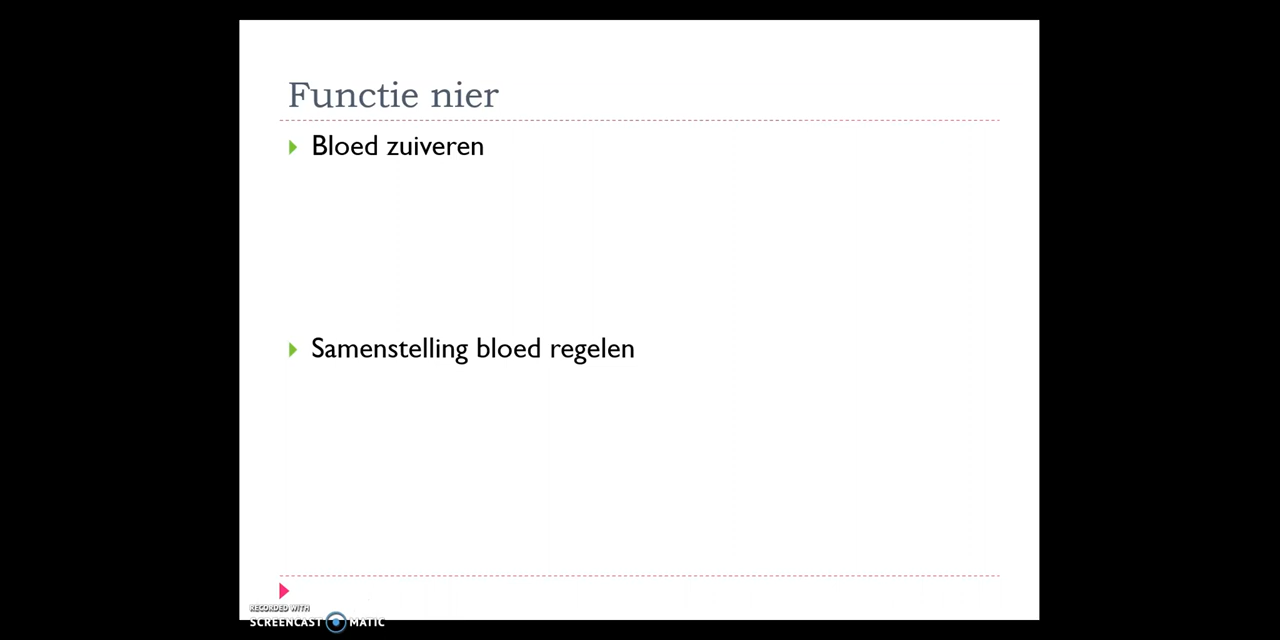 Functie nier
Bloed zuiveren
Samenstelling bloed regelen
RECORDED WITH
SCREENCAST MATIC